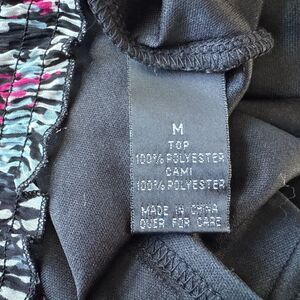 M
TOP
100% POLYESTER
CAMI
100% POLYESTER
MADE IN CHINA
OVER FOR CARE